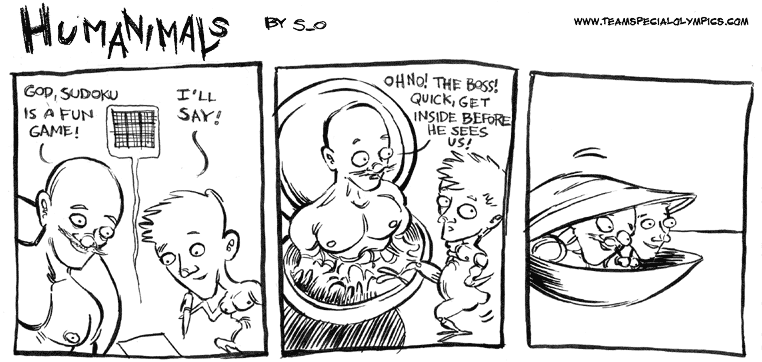 HUMANIMALS
BY S_O
WWW.TEAMSPECIALOLYMPICS.COM
GOD, SUDOKU
IS A FUN
GAME!
I'LL
SAY!
OH NO! THE BOSS!
QUICK, GET
INSIDE BEFORE
HE SEES
US!